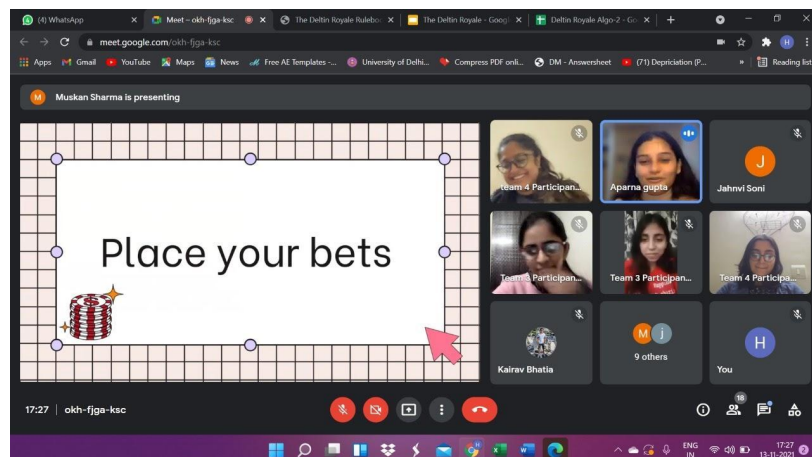 (4) WhatsApp
Meet – okh-fjga-ksc
The Deltin Royale Ruleboo
The Deltin Royale - Googl
Deltin Royale Algo-2 - Go
meet.google.com/okh-fjga-ksc
Apps
Gmail
YouTube
Maps
News
Free AE Templates -...
University of Delhi...
Compress PDF onli...
DM - Answersheet
(71) Depriciation (P...
Reading list
M
Muskan Sharma is presenting
Place your bets
team 4 Participan...
Aparna gupta
J
Jahnvi Soni
Team 3 Participan...
Team 4 Participa...
Kairav Bhatia
M j
9 others
H
You
17:27 | okh-fjga-ksc
18
ENG
IN
17:27
13-11-2021
2